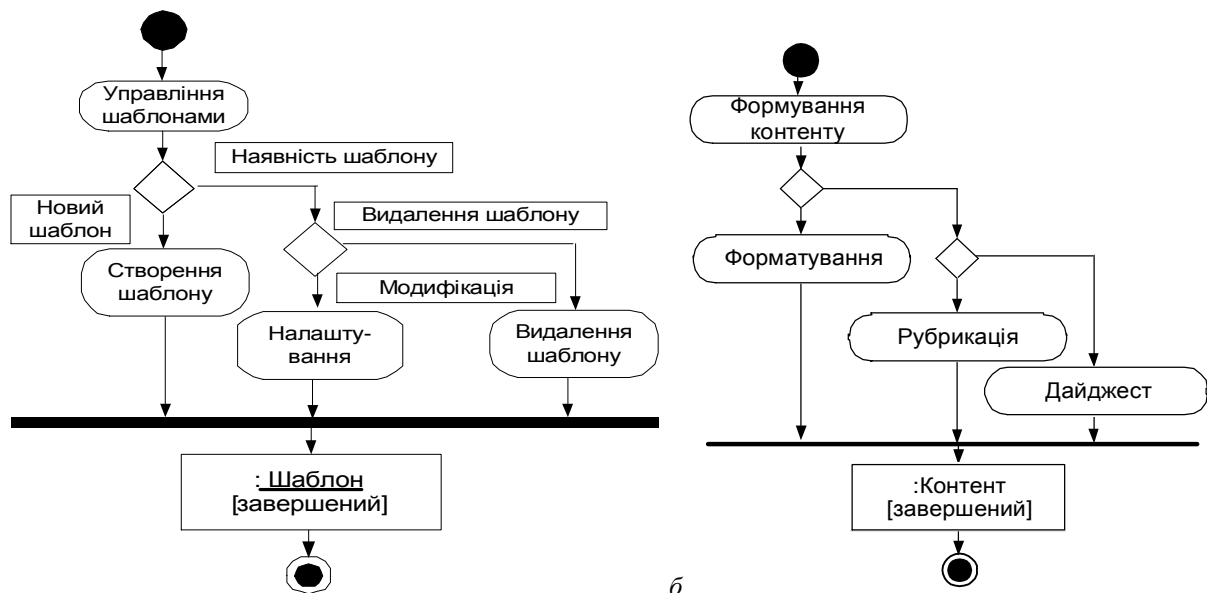 Управління
шаблонами
Наявність шаблону
Новий
шаблон
Видалення шаблону
Створення
шаблону
Модифікація
Налашту-
вання
Видалення
шаблону
: Шаблон
[завершений]
Формування
контенту
Форматування
Рубрикація
Дайджест
:Контент
[завершений]
б